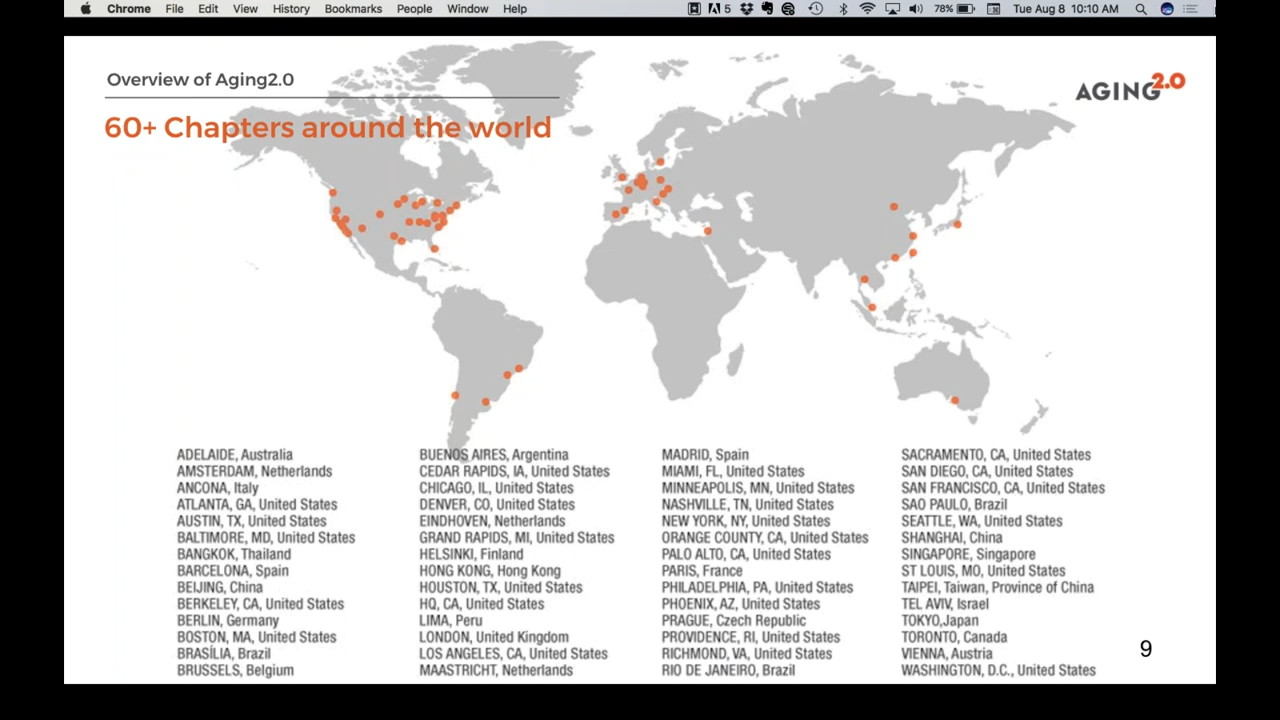 Chrome File Edit View History Bookmarks People Window Help 5 78% Tue Aug 8 10:10 AM
Overview of Aging2.0
AGING2.0
60+ Chapters around the world
ADELAIDE, Australia
AMSTERDAM, Netherlands
ANCONA, Italy
ATLANTA, GA, United States
AUSTIN, TX, United States
BALTIMORE, MD, United States
BANGKOK, Thailand
BARCELONA, Spain
BEIJING, China
BERKELEY, CA, United States
BERLIN, Germany
BOSTON, MA, United States
BRASÍLIA, Brazil
BRUSSELS, Belgium
BUENOS AIRES, Argentina
CEDAR RAPIDS, IA, United States
CHICAGO, IL, United States
DENVER, CO, United States
EINDHOVEN, Netherlands
GRAND RAPIDS, MI, United States
HELSINKI, Finland
HONG KONG, Hong Kong
HOUSTON, TX, United States
HQ, CA, United States
LIMA, Peru
LONDON, United Kingdom
LOS ANGELES, CA, United States
MAASTRICHT, Netherlands
MADRID, Spain
MIAMI, FL, United States
MINNEAPOLIS, MN, United States
NASHVILLE, TN, United States
NEW YORK, NY, United States
ORANGE COUNTY, CA, United States
PALO ALTO, CA, United States
PARIS, France
PHILADELPHIA, PA, United States
PHOENIX, AZ, United States
PRAGUE, Czech Republic
PROVIDENCE, RI, United States
RICHMOND, VA, United States
RIO DE JANEIRO, Brazil
SACRAMENTO, CA, United States
SAN DIEGO, CA, United States
SAN FRANCISCO, CA, United States
SAO PAULO, Brazil
SEATTLE, WA, United States
SHANGHAI, China
SINGAPORE, Singapore
ST LOUIS, MO, United States
TAIPEI, Taiwan, Province of China
TEL AVIV, Israel
TOKYO,Japan
TORONTO, Canada
VIENNA, Austria
WASHINGTON, D.C., United States
9